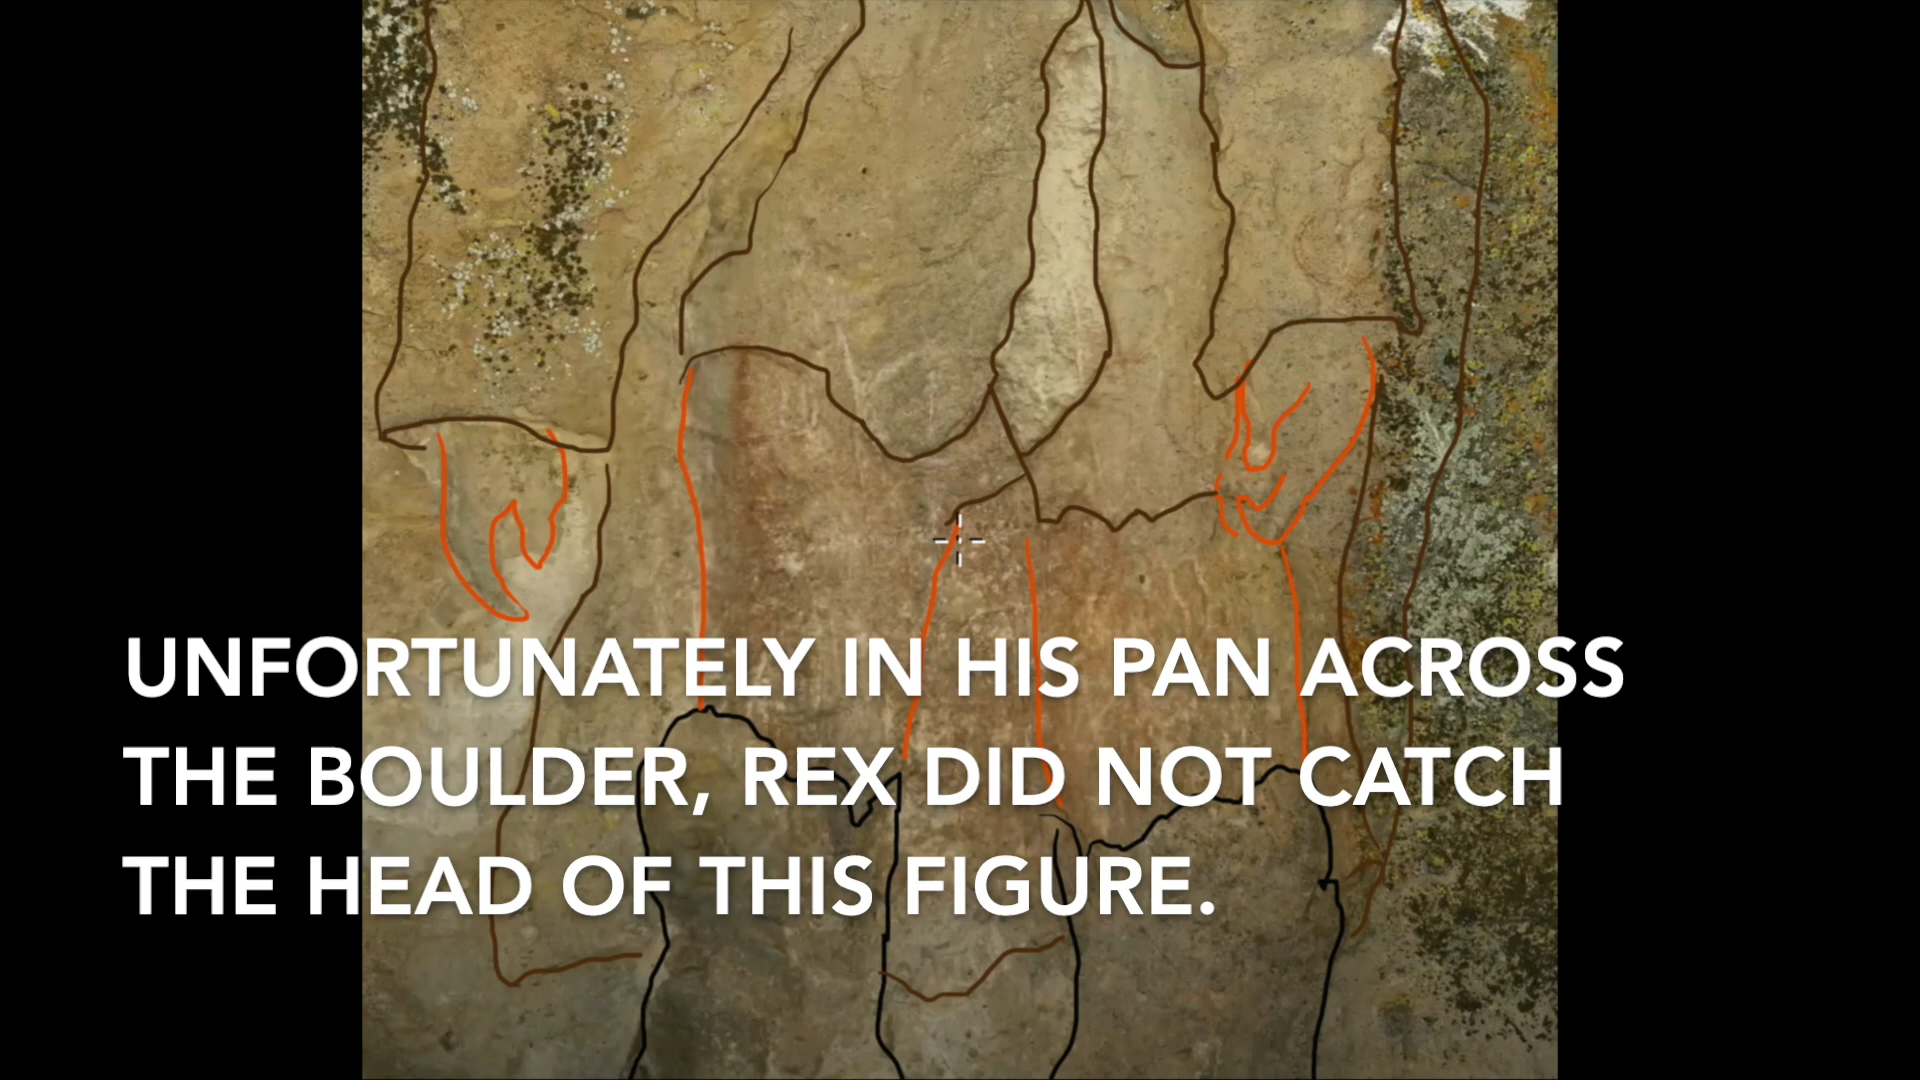 UNFORTUNATELY IN HIS PAN ACROSS
THE BOULDER, REX DID NOT CATCH
THE HEAD OF THIS FIGURE.